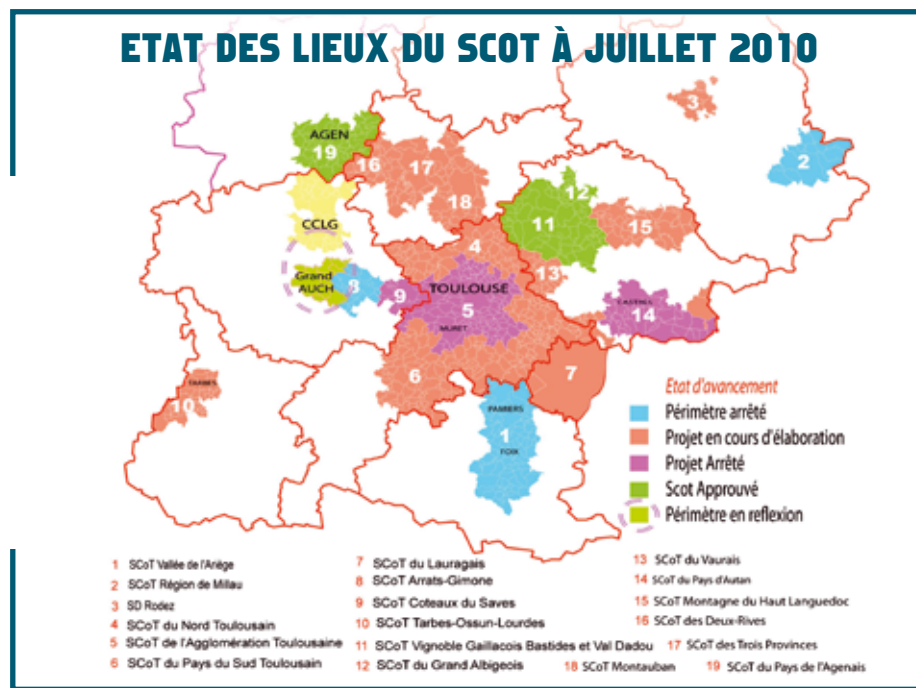 ETAT DES LIEUX DU SCOT À JUILLET 2010
3
AGEN
19
16
17
2
18
12
11
15
CCLG
4
13
Grand
AUCH
8
9
TOULOUSE
5
MURET
CASTRES
14
6
7
TARBES
10
PAMIERS
1
FOIX
Etat d'avancement
Périmètre arrêté
Projet en cours d'élaboration
Projet Arrêté
Scot Approuvé
Périmètre en reflexion
1 SCoT Vallée de l'Ariège
2 SCoT Région de Millau
3 SD Rodez
4 SCoT du Nord Toulousain
5 SCoT de l'Agglomération Toulousaine
6 SCoT du Pays du Sud Toulousain
7 SCoT du Lauragais
8 SCoT Arrats-Gimone
9 SCoT Coteaux du Saves
10 SCoT Tarbes-Ossun-Lourdes
11 SCoT Vignoble Gaillacois Bastides et Val Dadou
12 SCoT du Grand Albigeois
13 SCoT du Vaurais
14 SCoT du Pays d'Autan
15 SCoT Montagne du Haut Languedoc
16 SCoT des Deux-Rives
17 SCoT des Trois Provinces
18 SCoT Montauban
19 SCoT du Pays de l'Agenais